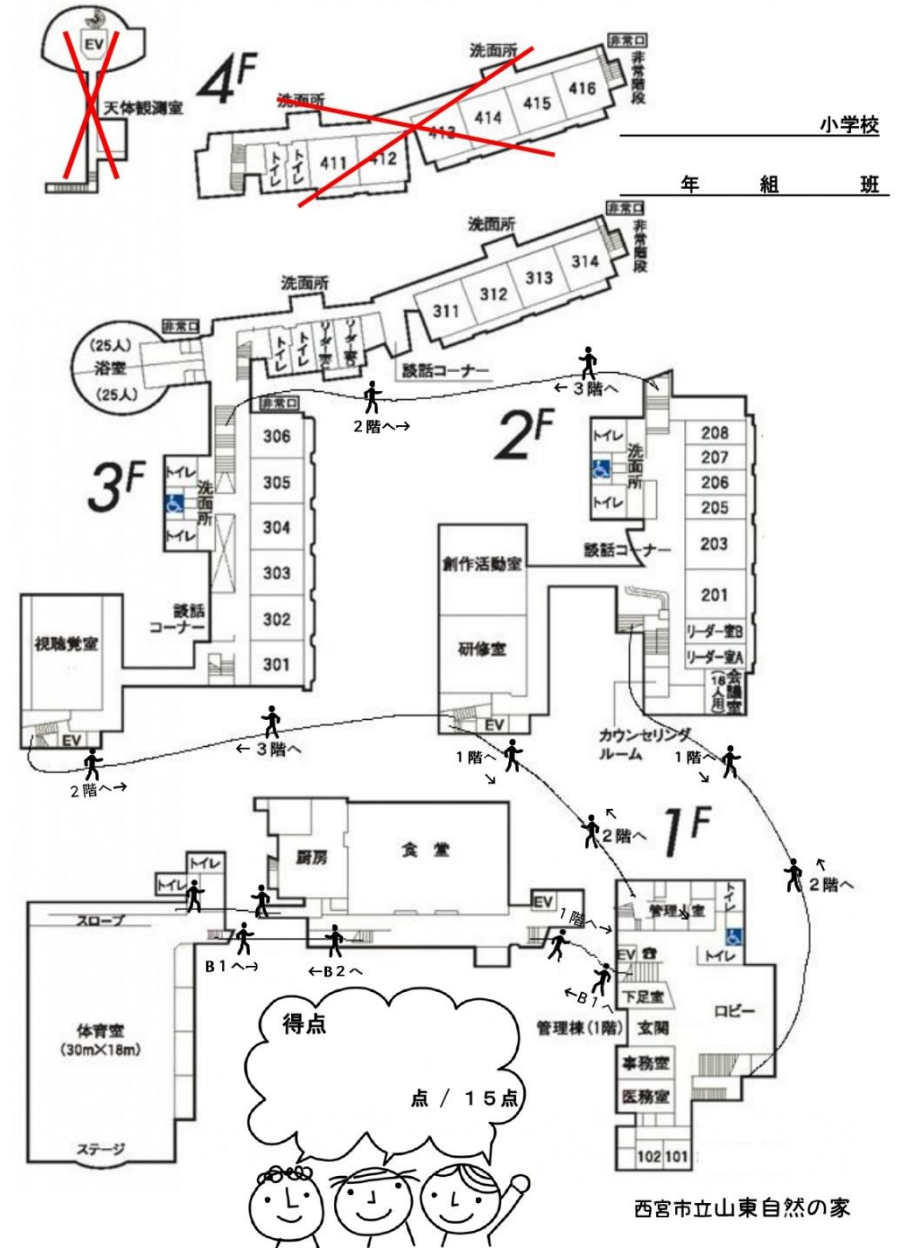 EV
天体観測室
4F
洗面所
洗面所
非常口
非常階段
トイレ
トイレ
411
412
413
414
415
416
小学校
年 組 班
洗面所
洗面所
非常口
非常階段
311
312
313
314
非常口
(25人)
浴室
(25人)
トイレ
トイレ
談話コーナー
←3階へ
2階へ→
非常口
3F
306
305
304
303
302
301
トイレ
洗面所
トイレ
談話
コーナー
視聴覚室
EV
2F
トイレ
洗面所
トイレ
208
207
206
205
203
201
リーダー室B
リーダー室A
会議室
(18人用)
談話コーナー
創作活動室
研修室
EV
カウンセリング
ルーム
←3階へ
2階へ→
1階へ
↘
↖
2階へ
1階へ
↘
↖
2階へ
1F
厨房
食堂
トイレ
トイレ
スロープ
EV
1階へ→
B1へ→
←B2へ
←B1へ
体育室
(30m×18m)
ステージ
トイレ
トイレ
EV
下足室
ロビー
管理棟(1階)
玄関
事務室
医務室
102
101
得点
点 / 15点
西宮市立山東自然の家